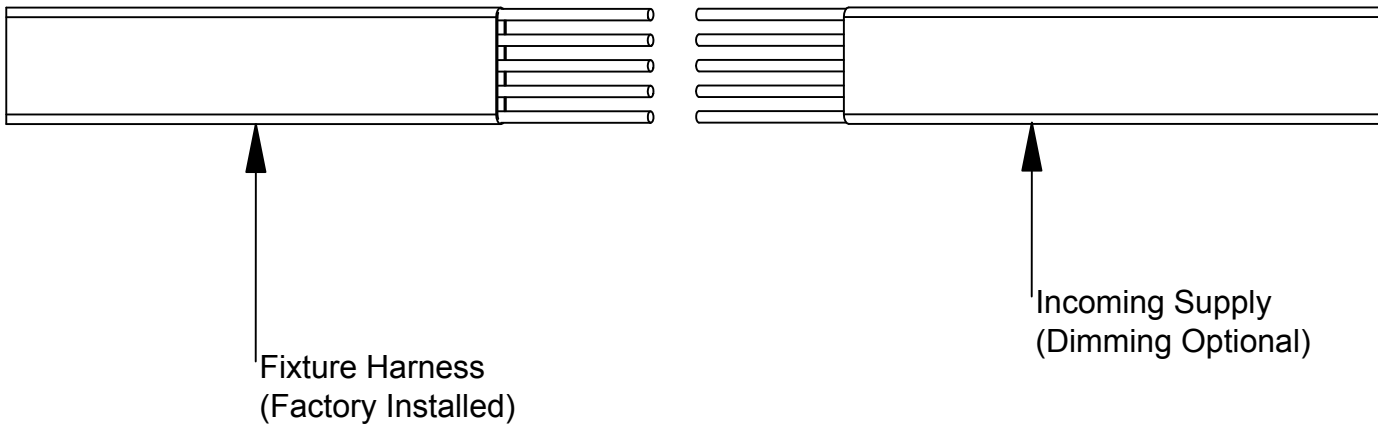 Incoming Supply
(Dimming Optional)
Fixture Harness
(Factory Installed)